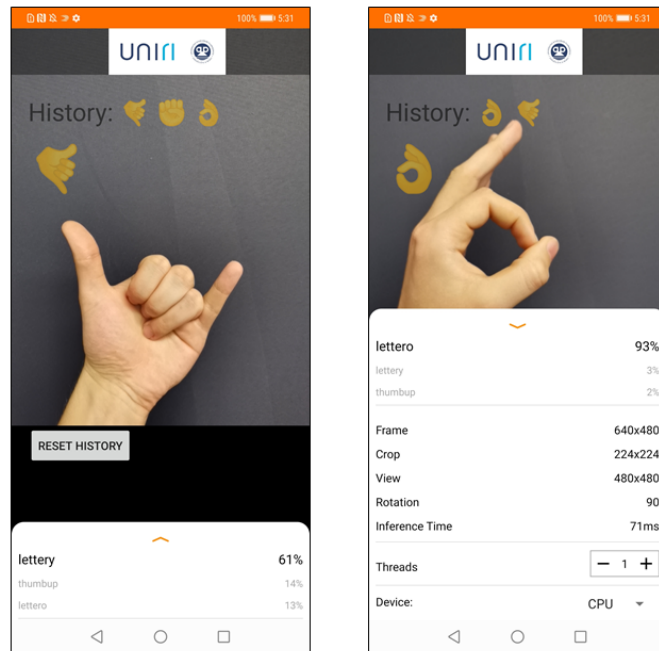 100% 5:31
UNIRI
History:
RESET HISTORY
lettery 61%
thumbup 14%
lettero 13%
100% 5:31
UNIRI
History:
lettero 93%
lettery 3%
thumbup 2%
Frame 640x480
Crop 224x224
View 480x480
Rotation 90
Inference Time 71ms
Threads 1
Device: CPU